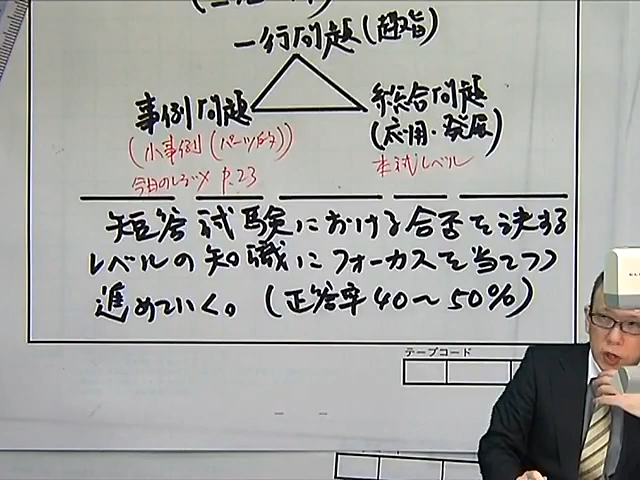 一行問題(趣旨)
事例問題
総合問題
(小事例(パーツ的))
(応用・発展)
今日のレジュメ P.23
本試レベル
短答試験における合否を決する
レベルの知識にフォーカスを当てつつ
進めていく。(正答率40〜50%)
テープコード